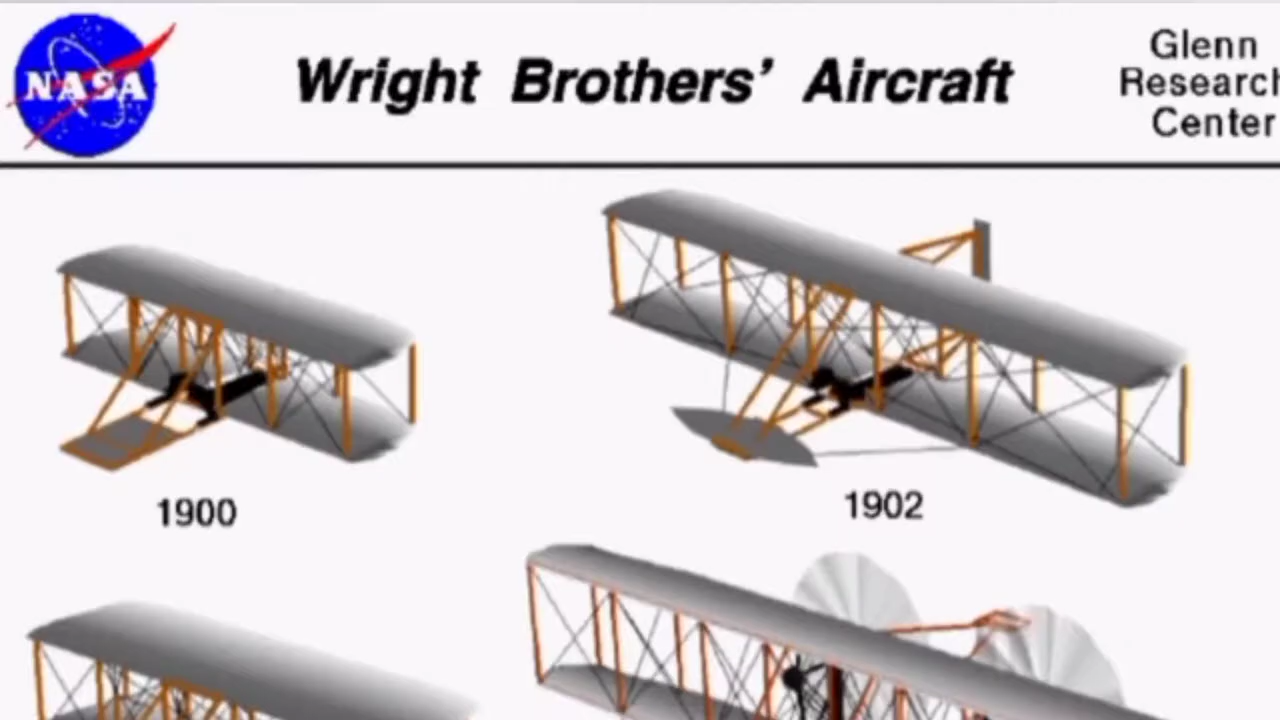 NASA
Wright Brothers' Aircraft
Glenn
Research
Center
1900
1902